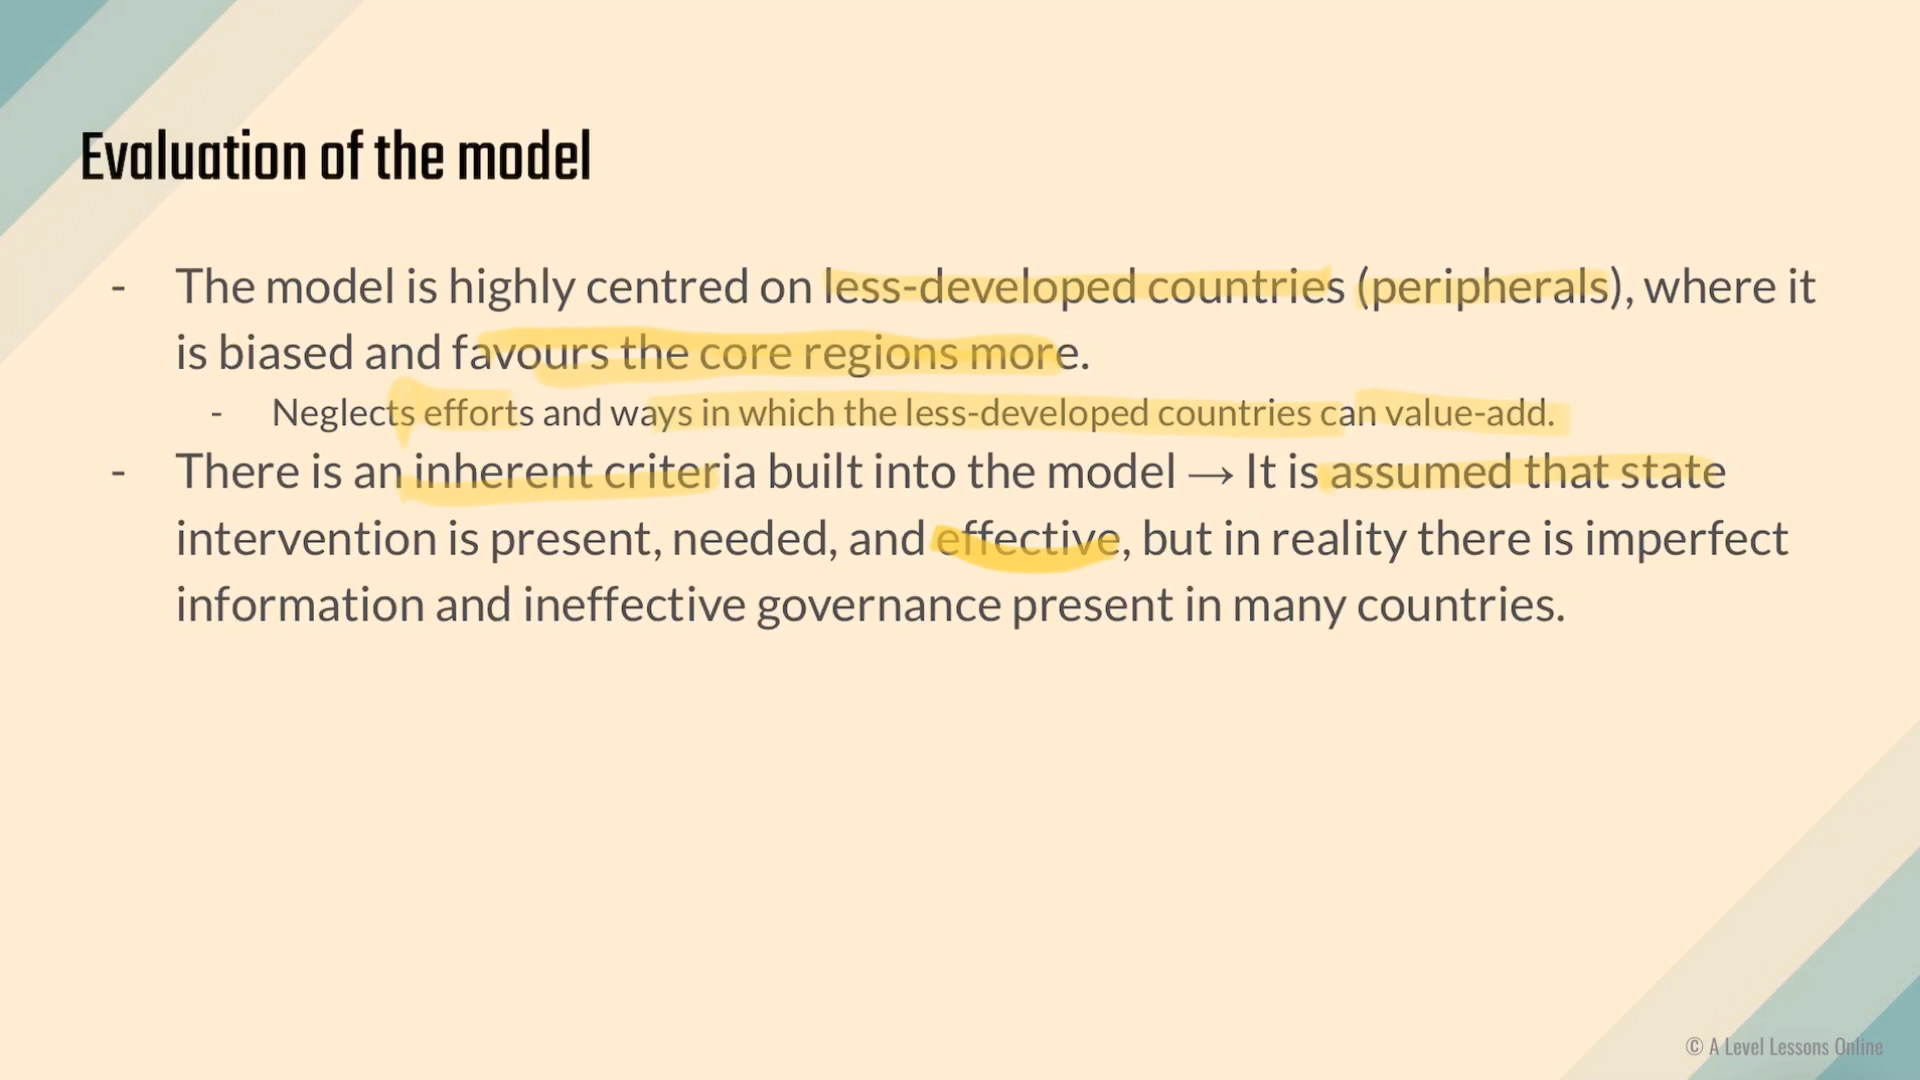 Evaluation of the model
- The model is highly centred on less-developed countries (peripherals), where it
is biased and favours the core regions more.
- Neglects efforts and ways in which the less-developed countries can value-add.
- There is an inherent criteria built into the model → It is assumed that state
intervention is present, needed, and effective, but in reality there is imperfect
information and ineffective governance present in many countries.
© A Level Lessons Online